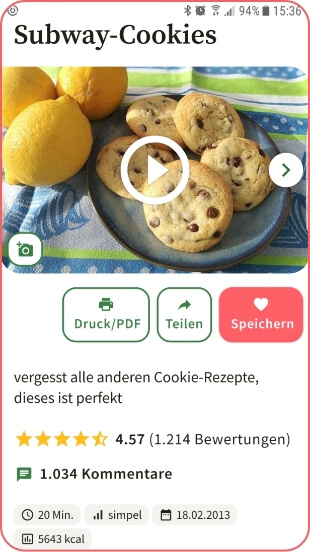 94% 15:36
Subway-Cookies
Druck/PDF
Teilen
Speichern
vergesst alle anderen Cookie-Rezepte,
dieses ist perfekt
4.57 (1.214 Bewertungen)
1.034 Kommentare
20 Min.
simpel
18.02.2013
5643 kcal